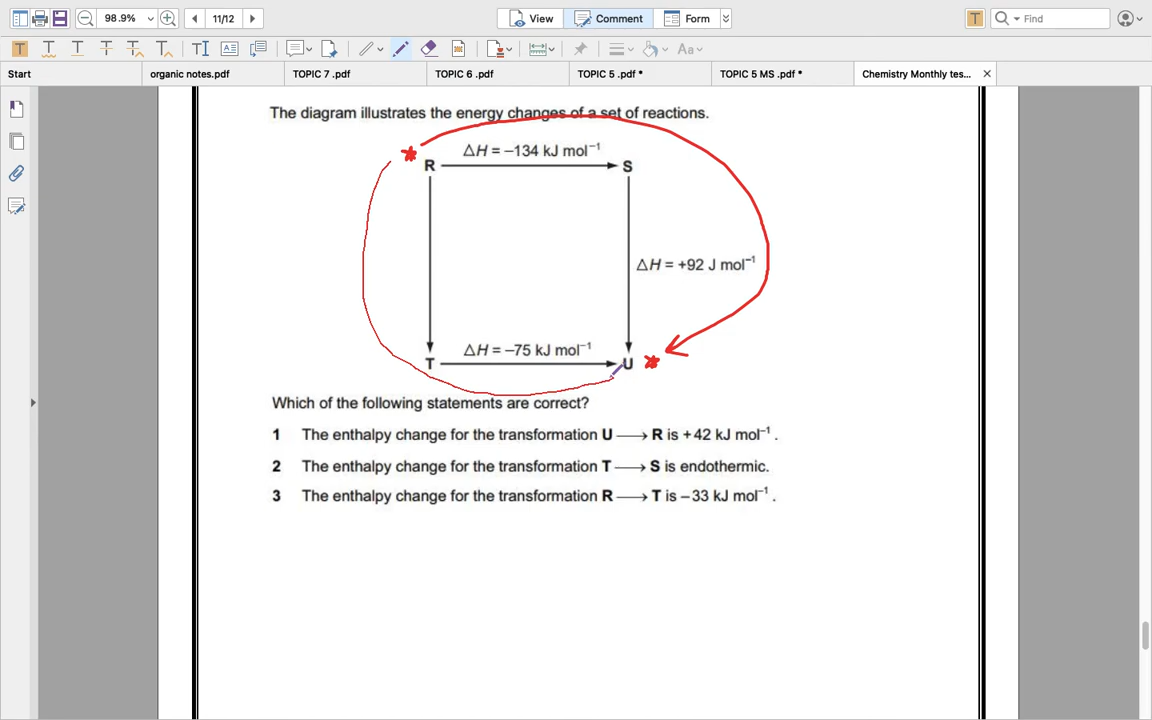 98.9%
11/12
View
Comment
Form
T
Find
T T T T T T T
Aa
Start
organic notes.pdf
TOPIC 7 .pdf
TOPIC 6 .pdf
TOPIC 5 .pdf *
TOPIC 5 MS .pdf *
Chemistry Monthly tes... ×
The diagram illustrates the energy changes of a set of reactions.
△H = –134 kJ mol⁻¹
R
S
△H = +92 J mol⁻¹
△H = –75 kJ mol⁻¹
T
U
Which of the following statements are correct?
1 The enthalpy change for the transformation U ⟶ R is +42 kJ mol⁻¹ .
2 The enthalpy change for the transformation T ⟶ S is endothermic.
3 The enthalpy change for the transformation R ⟶ T is –33 kJ mol⁻¹ .